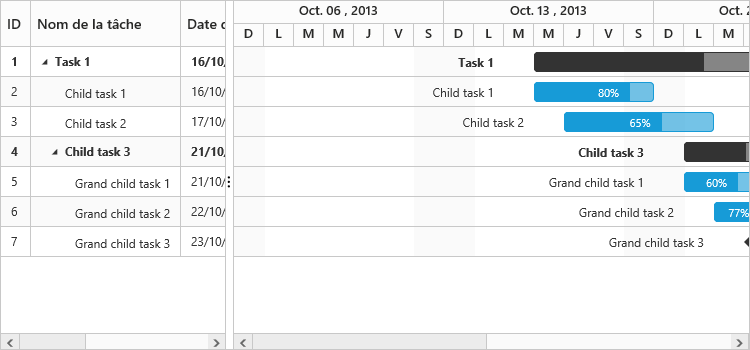 ID Nom de la tâche Date d
Oct. 06 , 2013 Oct. 13 , 2013 Oct. 2
D L M M J V S D L M M J V S D L M
1 Task 1 16/10/ Task 1
2 Child task 1 16/10/ Child task 1 80%
3 Child task 2 17/10/ Child task 2 65%
4 Child task 3 21/10/ Child task 3
5 Grand child task 1 21/10/ Grand child task 1 60%
6 Grand child task 2 22/10/ Grand child task 2 77%
7 Grand child task 3 23/10/ Grand child task 3